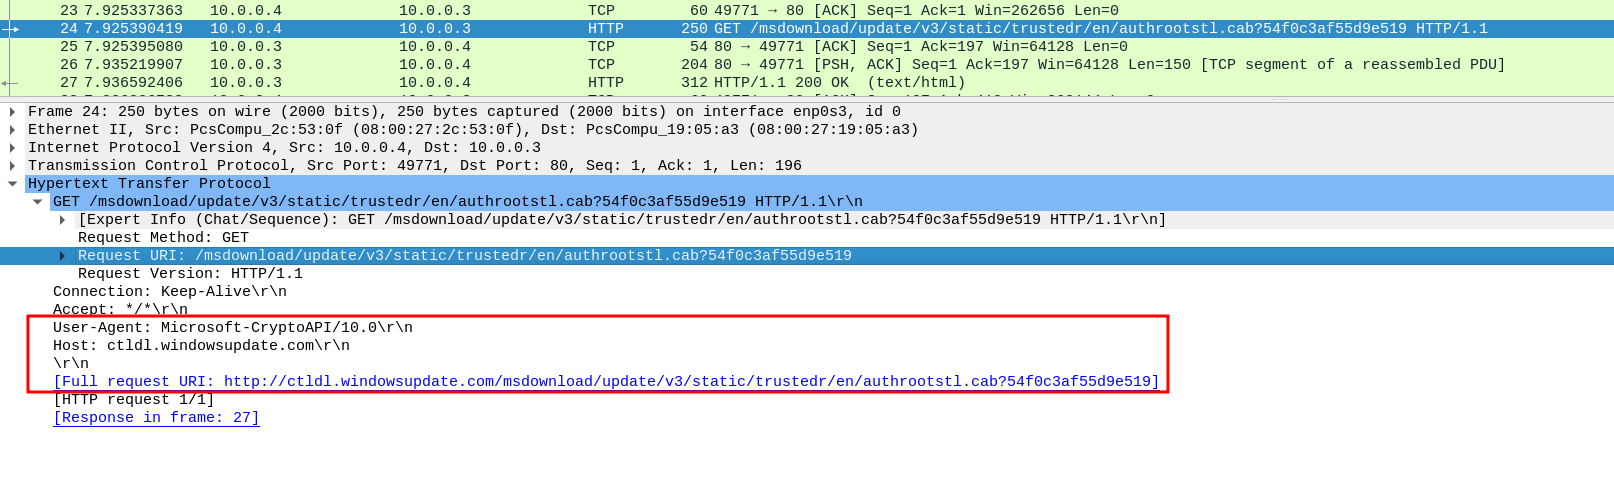 23 7.925337363 10.0.0.4 10.0.0.3 TCP 60 49771 → 80 [ACK] Seq=1 Ack=1 Win=262656 Len=0
24 7.925390419 10.0.0.4 10.0.0.3 HTTP 250 GET /msdownload/update/v3/static/trustedr/en/authrootstl.cab?54f0c3af55d9e519 HTTP/1.1
25 7.925395080 10.0.0.3 10.0.0.4 TCP 54 80 → 49771 [ACK] Seq=1 Ack=197 Win=64128 Len=0
26 7.935219907 10.0.0.3 10.0.0.4 TCP 204 80 → 49771 [PSH, ACK] Seq=1 Ack=197 Win=64128 Len=150 [TCP segment of a reassembled PDU]
27 7.936592406 10.0.0.3 10.0.0.4 HTTP 312 HTTP/1.1 200 OK (text/html)
Frame 24: 250 bytes on wire (2000 bits), 250 bytes captured (2000 bits) on interface enp0s3, id 0
Ethernet II, Src: PcsCompu_2c:53:0f (08:00:27:2c:53:0f), Dst: PcsCompu_19:05:a3 (08:00:27:19:05:a3)
Internet Protocol Version 4, Src: 10.0.0.4, Dst: 10.0.0.3
Transmission Control Protocol, Src Port: 49771, Dst Port: 80, Seq: 1, Ack: 1, Len: 196
Hypertext Transfer Protocol
GET /msdownload/update/v3/static/trustedr/en/authrootstl.cab?54f0c3af55d9e519 HTTP/1.1\r\n
[Expert Info (Chat/Sequence): GET /msdownload/update/v3/static/trustedr/en/authrootstl.cab?54f0c3af55d9e519 HTTP/1.1\r\n]
Request Method: GET
Request URI: /msdownload/update/v3/static/trustedr/en/authrootstl.cab?54f0c3af55d9e519
Request Version: HTTP/1.1
Connection: Keep-Alive\r\n
Accept: */*\r\n
User-Agent: Microsoft-CryptoAPI/10.0\r\n
Host: ctldl.windowsupdate.com\r\n
\r\n
[Full request URI: http://ctldl.windowsupdate.com/msdownload/update/v3/static/trustedr/en/authrootstl.cab?54f0c3af55d9e519]
[HTTP request 1/1]
[Response in frame: 27]